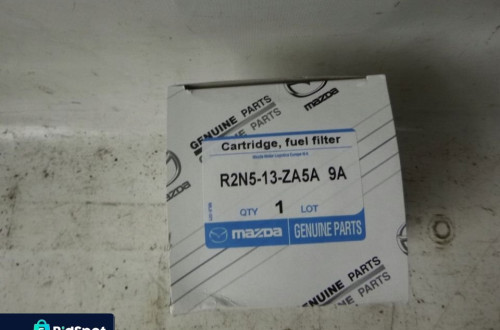 mazda
GENUINE PARTS
Cartridge, fuel filter
R2N5-13-ZA5A 9A
QTY 1 LOT
mazda GENUINE PARTS
GENUINE PARTS
mazda
BidSpot